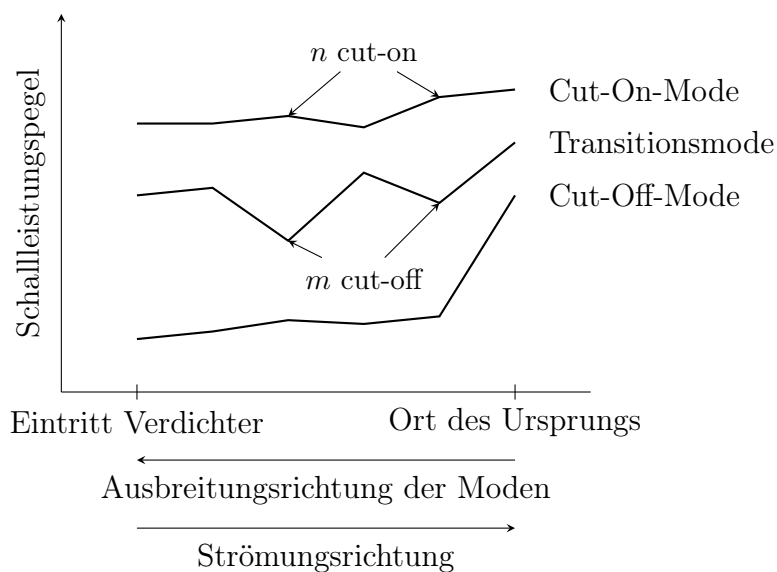 n cut-on
Cut-On-Mode
Transitionsmode
Cut-Off-Mode
m cut-off
Schallleistungspegel
Eintritt Verdichter
Ort des Ursprungs
Ausbreitungsrichtung der Moden
Strömungsrichtung